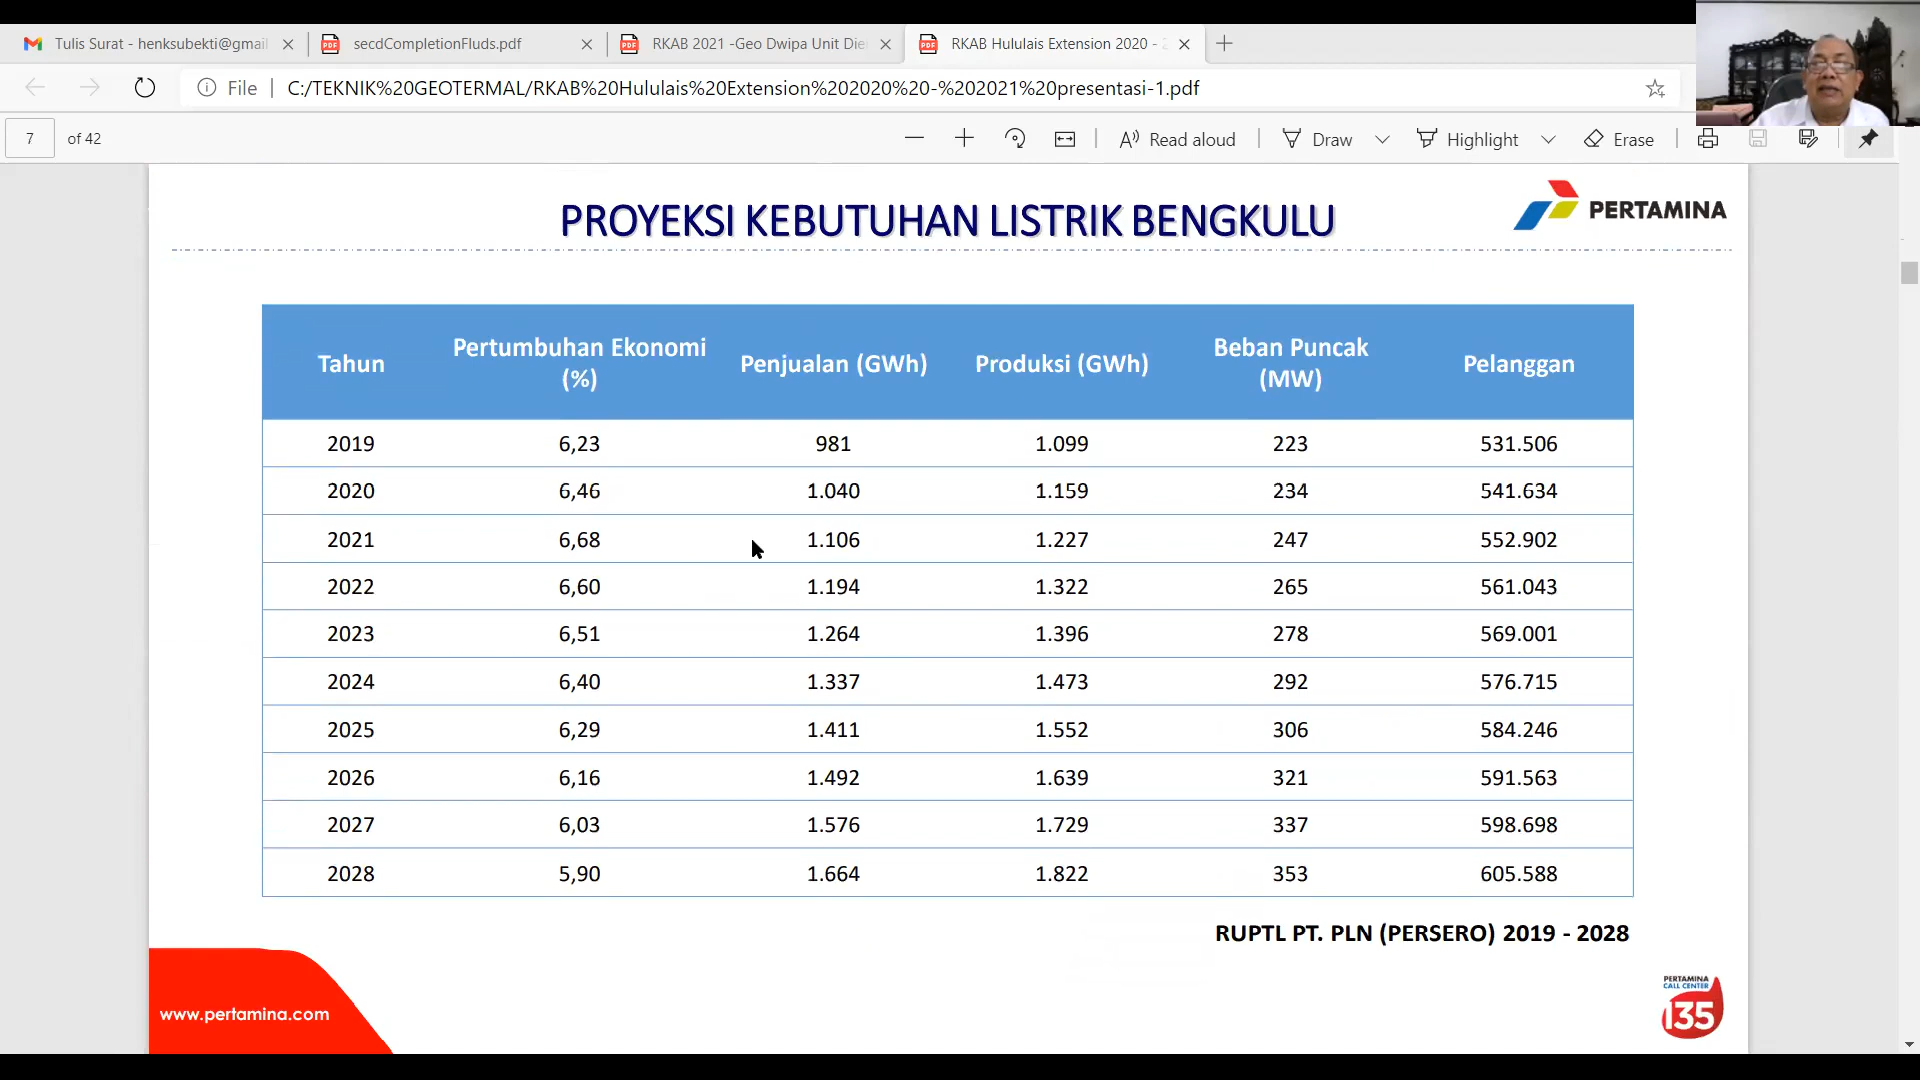 Tulis Surat - henksubekti@gmail
secdCompletionFluds.pdf
RKAB 2021 -Geo Dwipa Unit Die
RKAB Hululais Extension 2020 -
File
C:/TEKNIK%20GEOTERMAL/RKAB%20Hululais%20Extension%202020%20-%202021%20presentasi-1.pdf
7 of 42
Read aloud
Draw
Highlight
Erase
PROYEKSI KEBUTUHAN LISTRIK BENGKULU
PERTAMINA
Tahun Pertumbuhan Ekonomi (%) Penjualan (GWh) Produksi (GWh) Beban Puncak (MW) Pelanggan
2019 6,23 981 1.099 223 531.506
2020 6,46 1.040 1.159 234 541.634
2021 6,68 1.106 1.227 247 552.902
2022 6,60 1.194 1.322 265 561.043
2023 6,51 1.264 1.396 278 569.001
2024 6,40 1.337 1.473 292 576.715
2025 6,29 1.411 1.552 306 584.246
2026 6,16 1.492 1.639 321 591.563
2027 6,03 1.576 1.729 337 598.698
2028 5,90 1.664 1.822 353 605.588
RUPTL PT. PLN (PERSERO) 2019 - 2028
www.pertamina.com
PERTAMINA
CALL CENTER
135